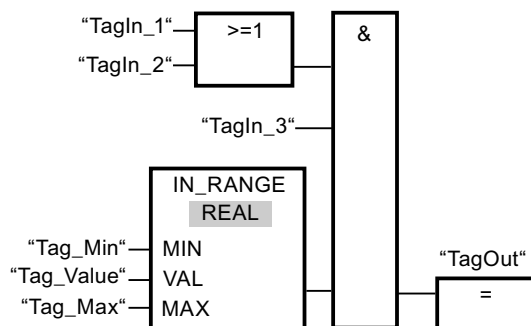 “TagIn_1“
>=1
&
“TagIn_2“
“TagIn_3“
IN_RANGE
REAL
“Tag_Min“ MIN
“TagOut“
“Tag_Value“ VAL
“Tag_Max“ MAX
=